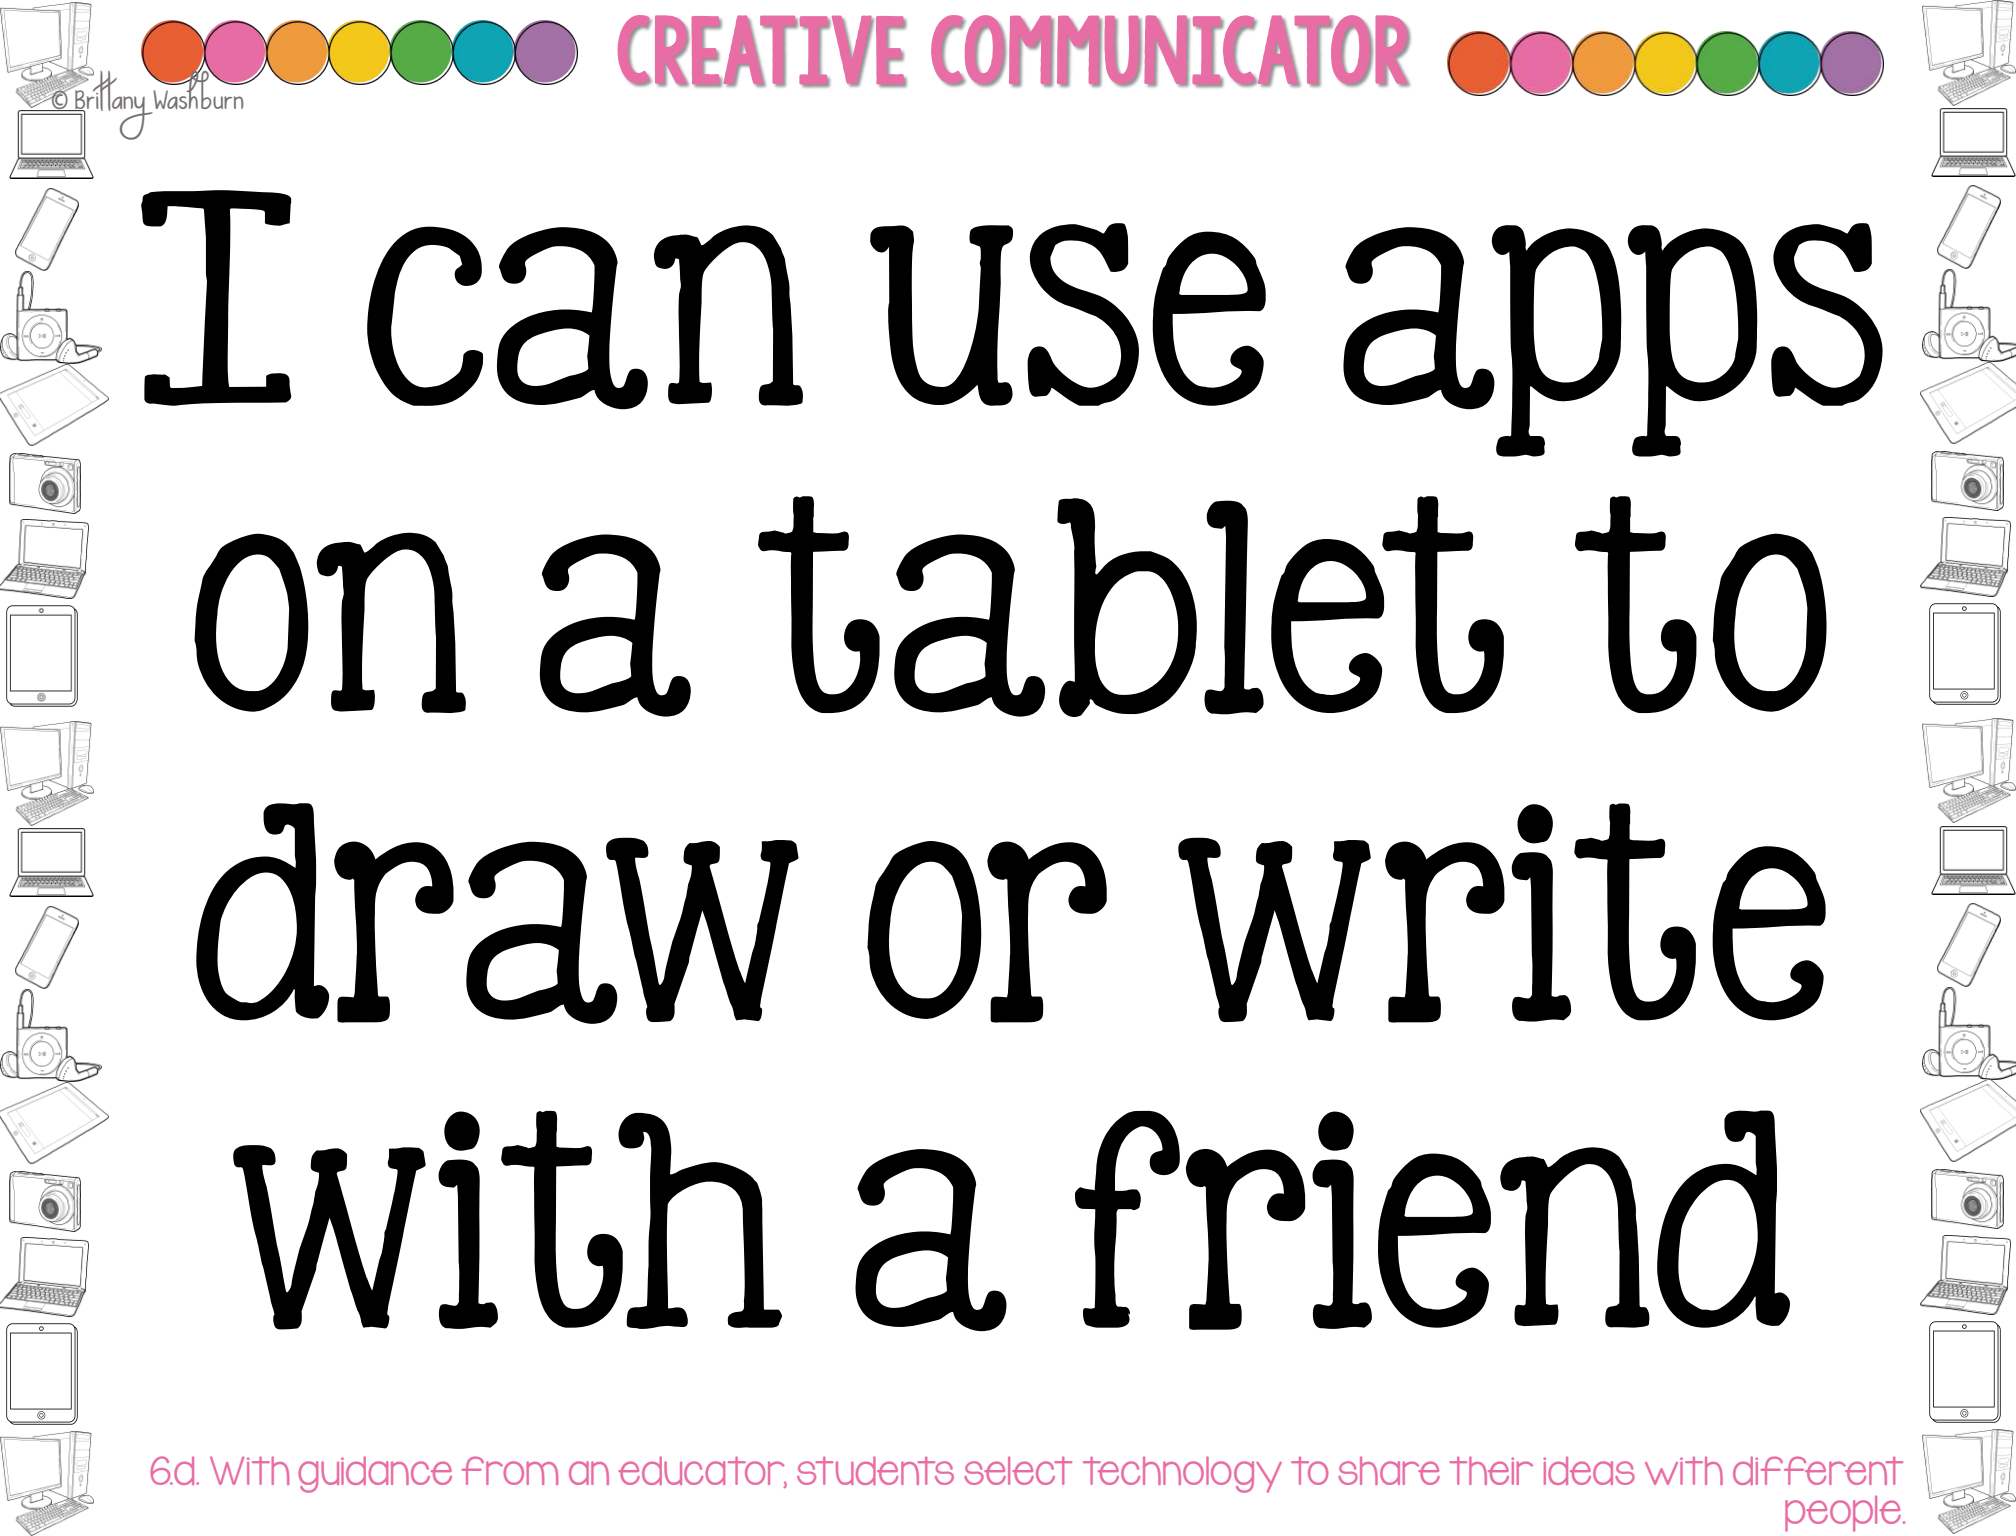 CREATIVE COMMUNICATOR
© Brittany Washburn
I can use apps
on a tablet to
draw or write
with a friend
6.d. With guidance from an educator, students select technology to share their ideas with different
people.